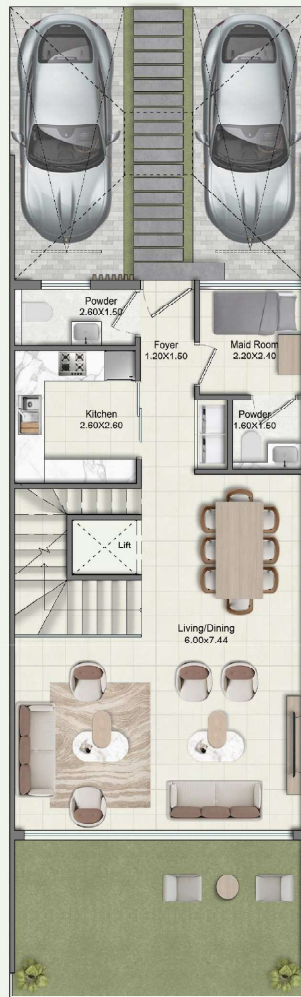 Powder
2.60X1.50
Foyer
1.20X1.50
Maid Room
2.20X2.40
Kitchen
2.60X2.60
Powder
1.60X1.50
Lift
Living/Dining
6.00x7.44